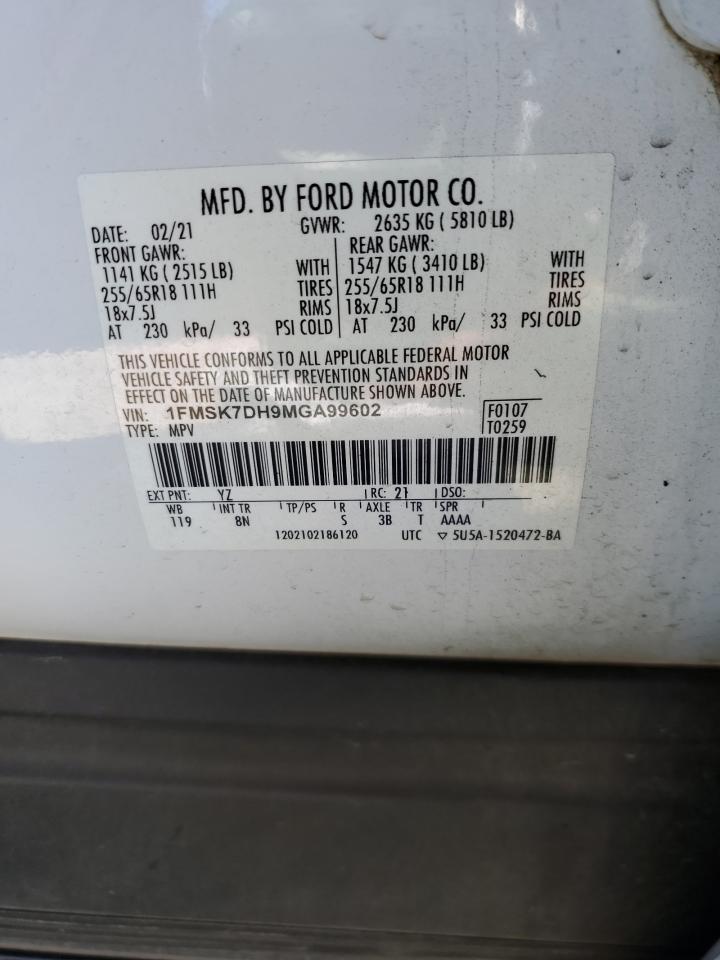 MFD. BY FORD MOTOR CO.
DATE: 02/21 GVWR: 2635 KG ( 5810 LB)
FRONT GAWR: REAR GAWR:
1141 KG ( 2515 LB) WITH 1547 KG ( 3410 LB) WITH
255/65R18 111H TIRES 255/65R18 111H TIRES
18x7.5J RIMS 18x7.5J RIMS
AT 230 kPa/ 33 PSI COLD AT 230 kPa/ 33 PSI COLD
THIS VEHICLE CONFORMS TO ALL APPLICABLE FEDERAL MOTOR
VEHICLE SAFETY AND THEFT PREVENTION STANDARDS IN
EFFECT ON THE DATE OF MANUFACTURE SHOWN ABOVE.
VIN: 1FMSK7DH9MGA99602 F0107
TYPE: MPV T0259
EXT PNT: YZ RC: 21 DSO:
WB INT TR TP/PS R AXLE TR SPR
119 8N S 3B T AAAA
1202102186120 UTC ▽ 5U5A-1520472-BA